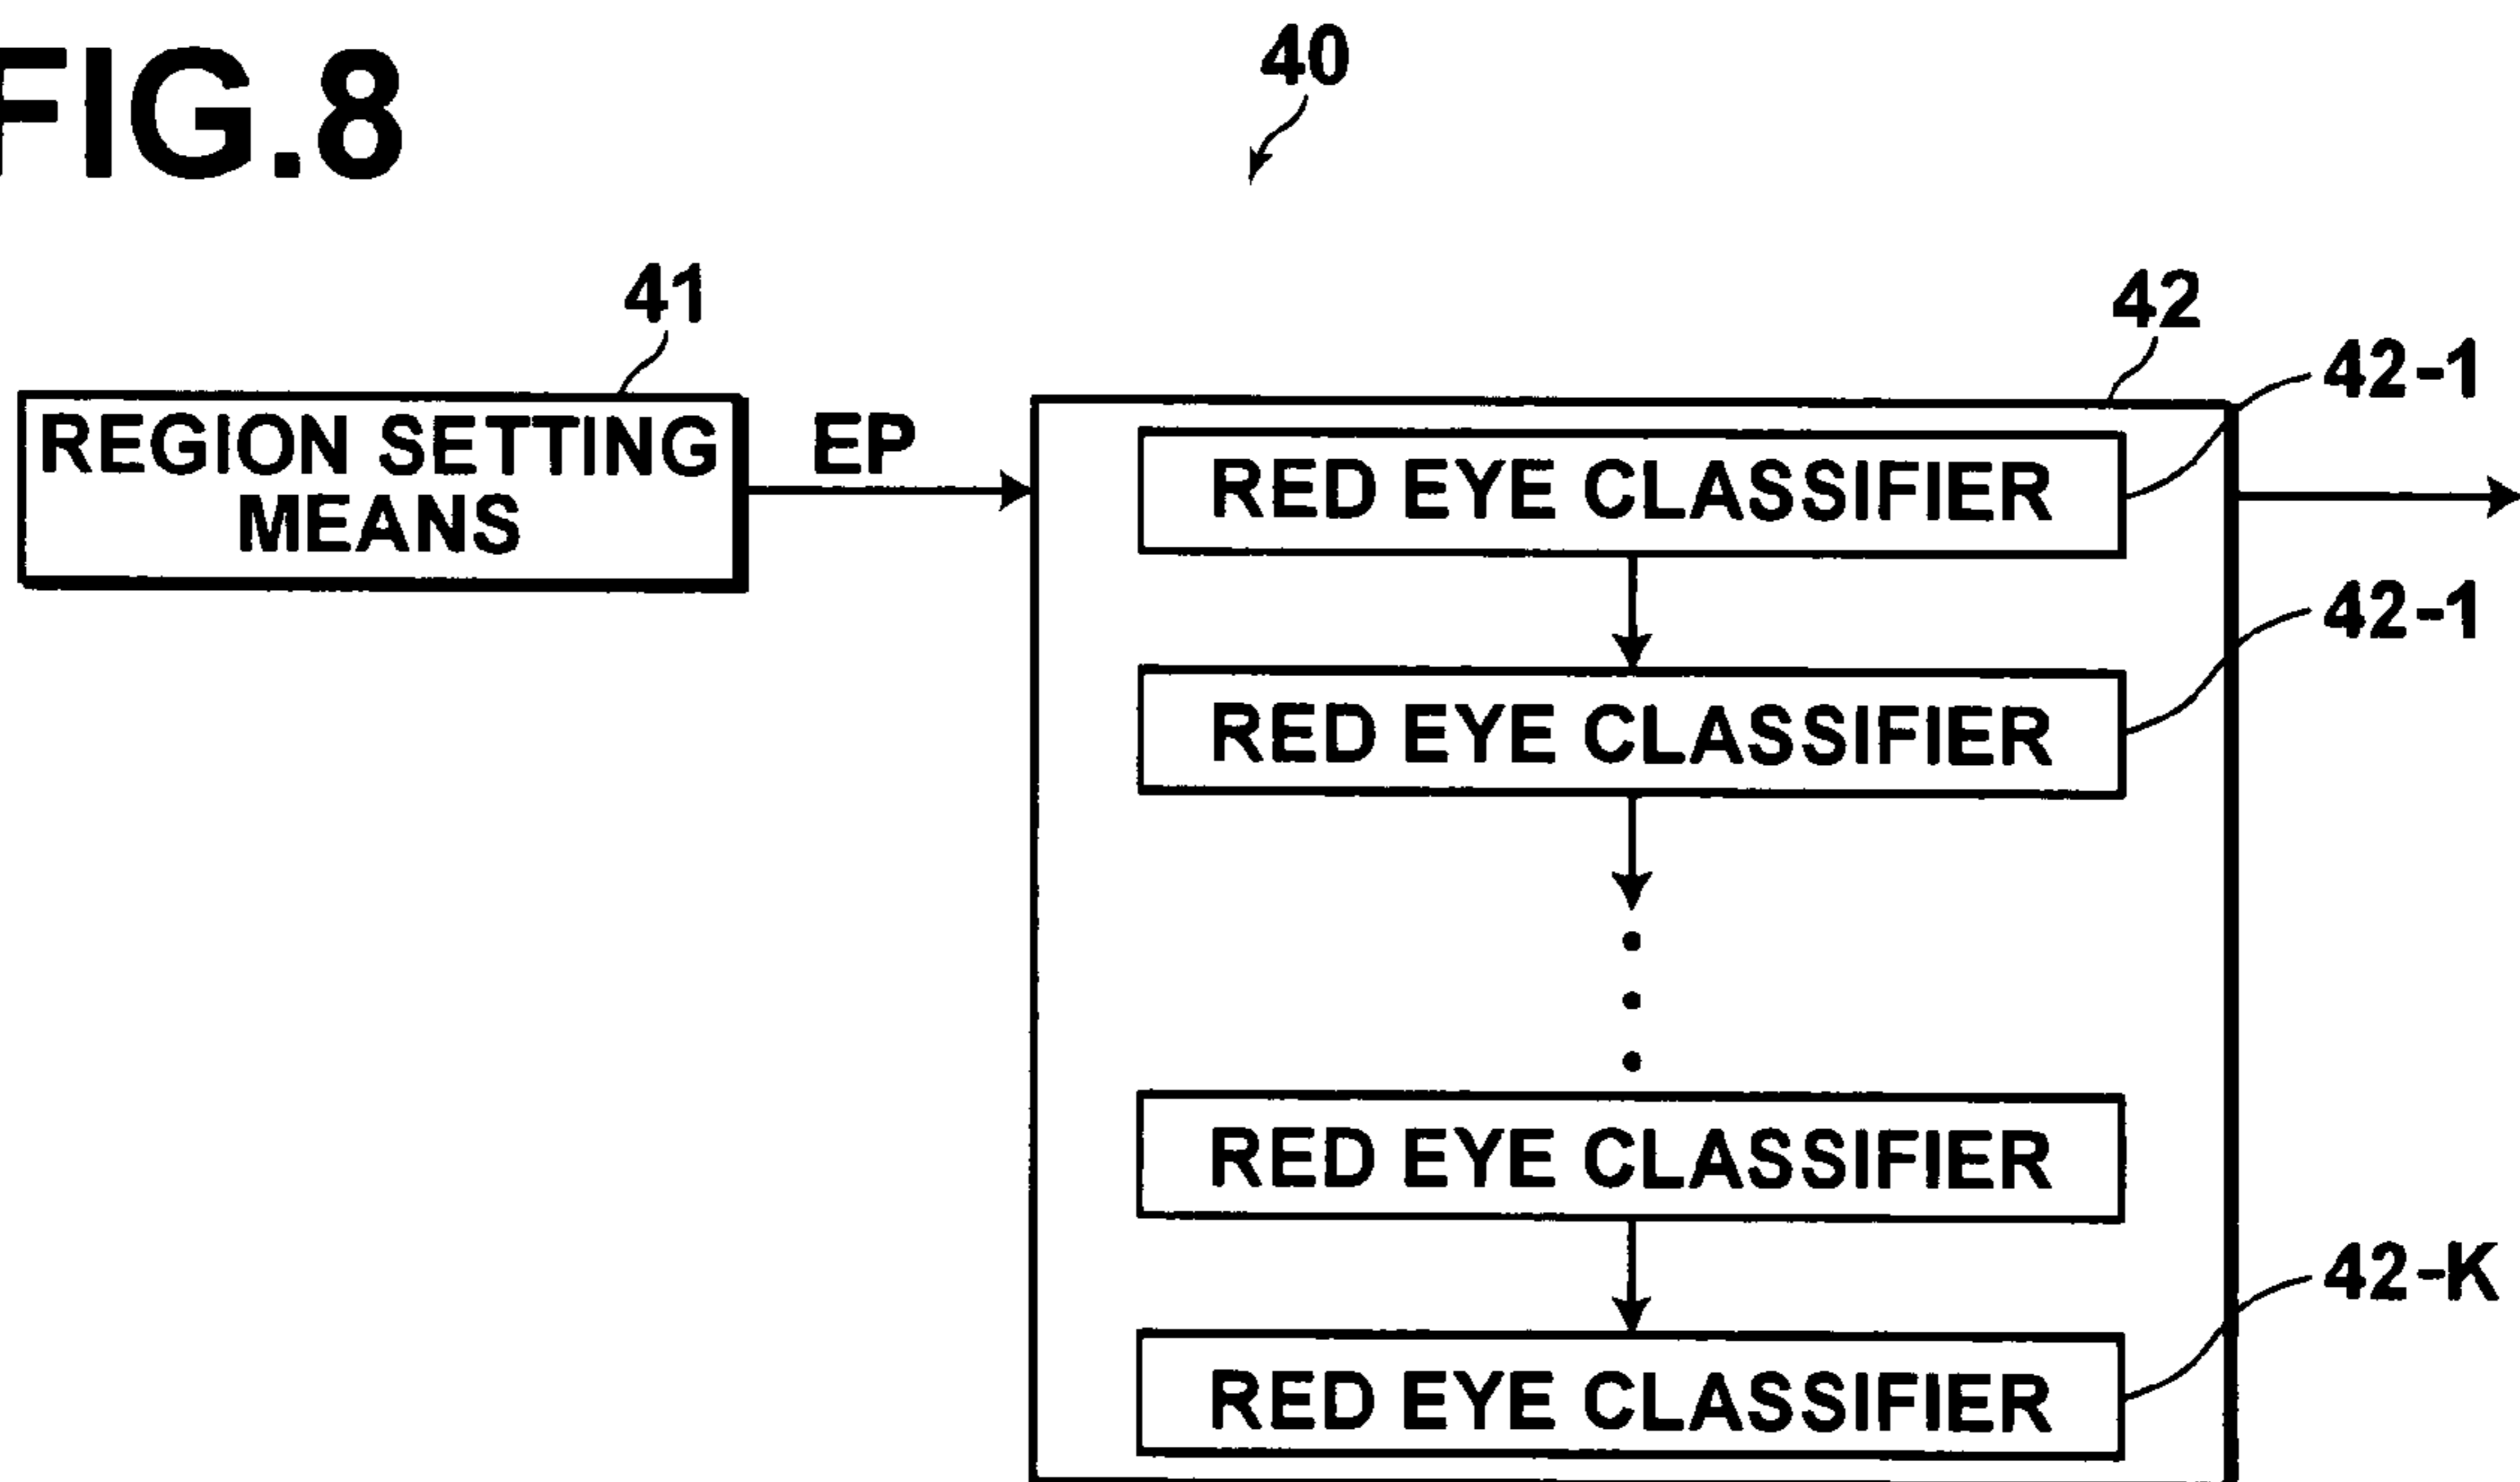 FIG.8
40
41
42
42-1
REGION SETTING
MEANS
EP
RED EYE CLASSIFIER
42-1
RED EYE CLASSIFIER
RED EYE CLASSIFIER
42-K
RED EYE CLASSIFIER